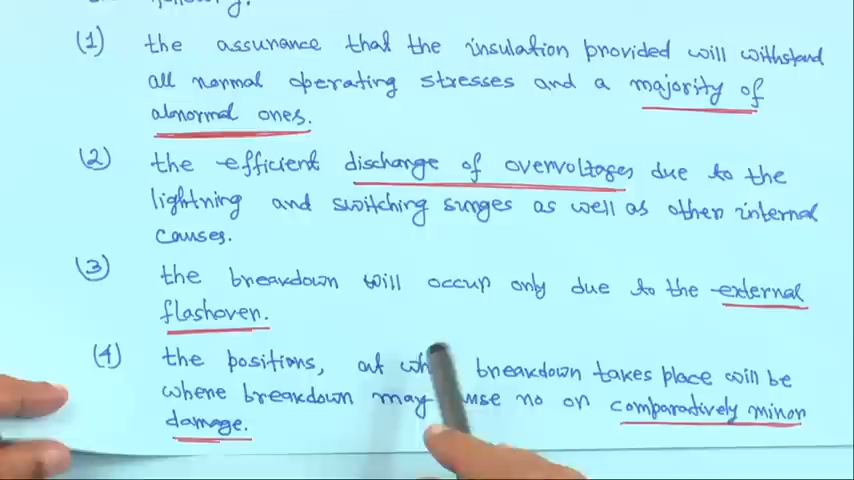 following.
(1) the assurance that the insulation provided will withstand
all normal operating stresses and a majority of
abnormal ones.
(2) the efficient discharge of overvoltages due to the
lightning and switching surges as well as other internal
causes.
(3) the breakdown will occur only due to the external
flashover.
(4) the positions, at breakdown takes place will be
where breakdown may no or comparatively minor
damage.